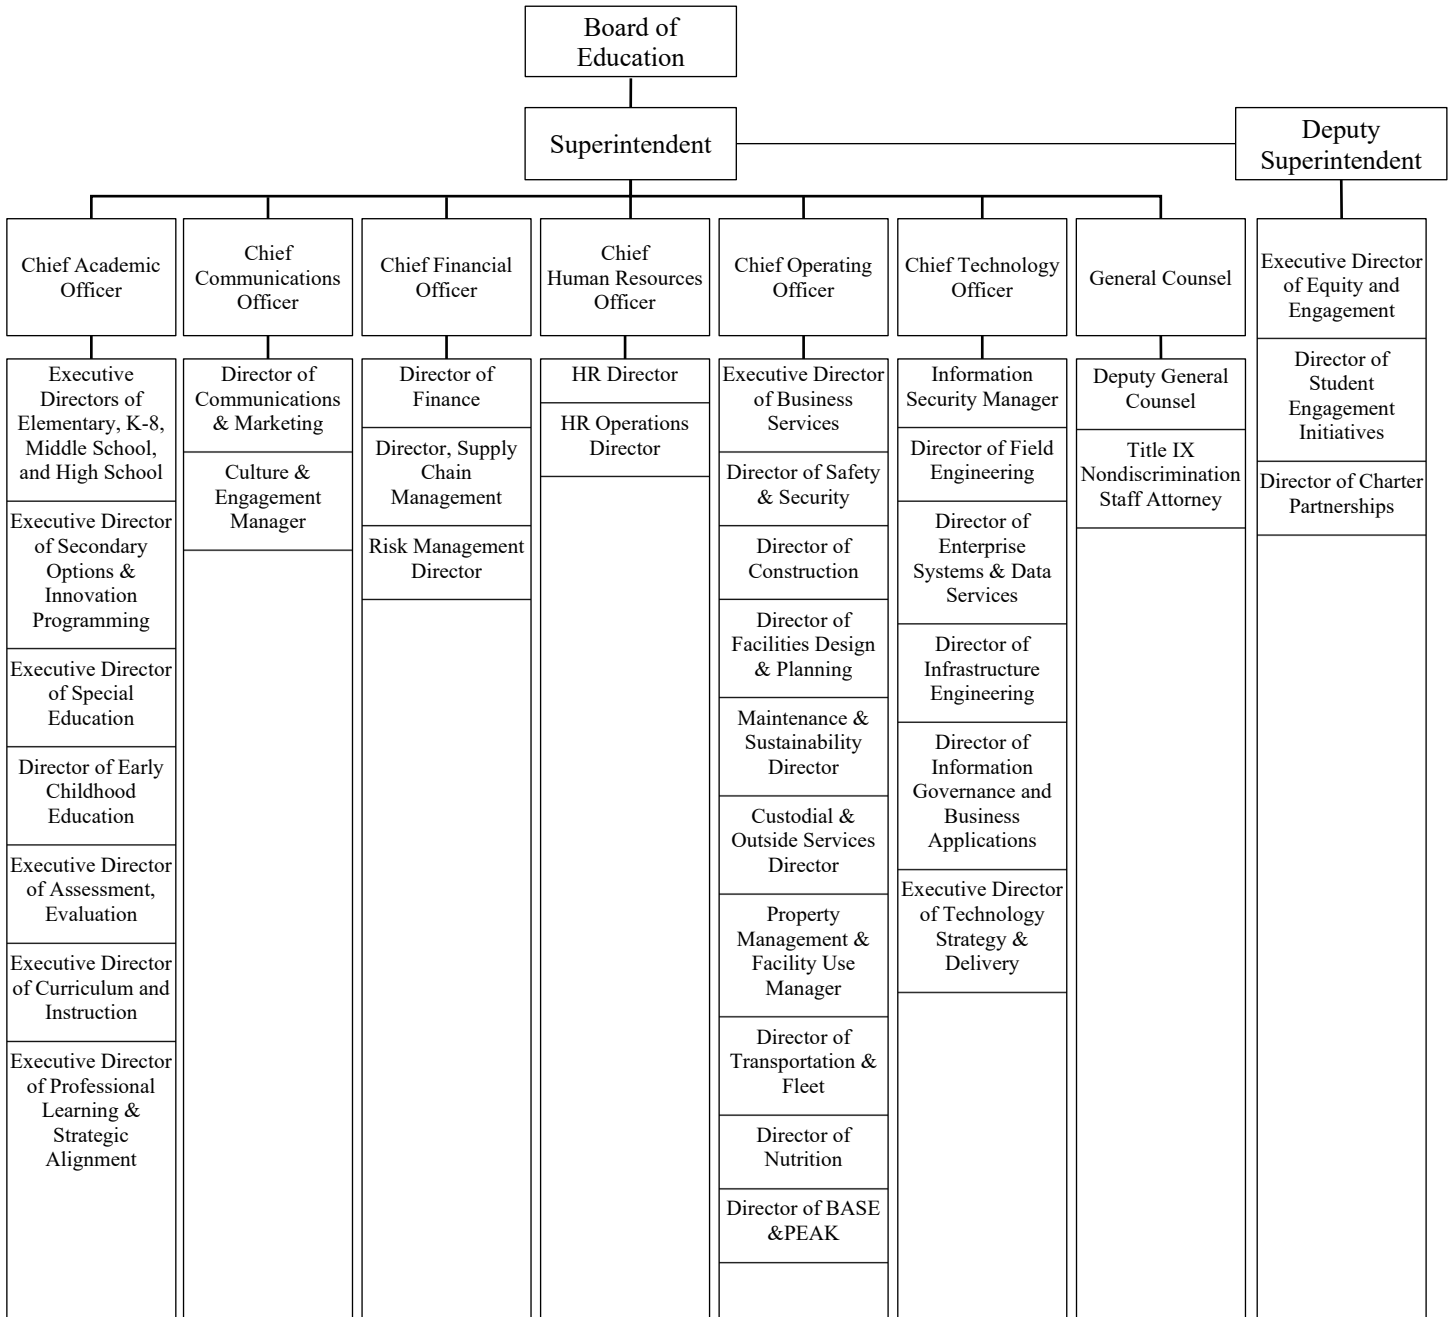 Board of
Education
Superintendent
Deputy
Superintendent
Chief Academic
Officer
Chief
Communications
Officer
Chief Financial
Officer
Chief
Human Resources
Officer
Chief Operating
Officer
Chief Technology
Officer
General Counsel
Executive Director
of Equity and
Engagement
Director of
Student
Engagement
Initiatives
Director of Charter
Partnerships
Executive
Directors of
Elementary, K-8,
Middle School,
and High School
Executive Director
of Secondary
Options &
Innovation
Programming
Executive Director
of Special
Education
Director of Early
Childhood
Education
Executive Director
of Assessment,
Evaluation
Executive Director
of Curriculum and
Instruction
Executive Director
of Professional
Learning &
Strategic
Alignment
Director of
Communications
& Marketing
Culture &
Engagement
Manager
Director of
Finance
Director, Supply
Chain
Management
Risk Management
Director
HR Director
HR Operations
Director
Executive Director
of Business
Services
Director of Safety
& Security
Director of
Construction
Director of
Facilities Design
& Planning
Maintenance &
Sustainability
Director
Custodial &
Outside Services
Director
Property
Management &
Facility Use
Manager
Director of
Transportation &
Fleet
Director of
Nutrition
Director of BASE
&PEAK
Information
Security Manager
Director of Field
Engineering
Director of
Enterprise
Systems & Data
Services
Director of
Infrastructure
Engineering
Director of
Information
Governance and
Business
Applications
Executive Director
of Technology
Strategy &
Delivery
Deputy General
Counsel
Title IX
Nondiscrimination
Staff Attorney